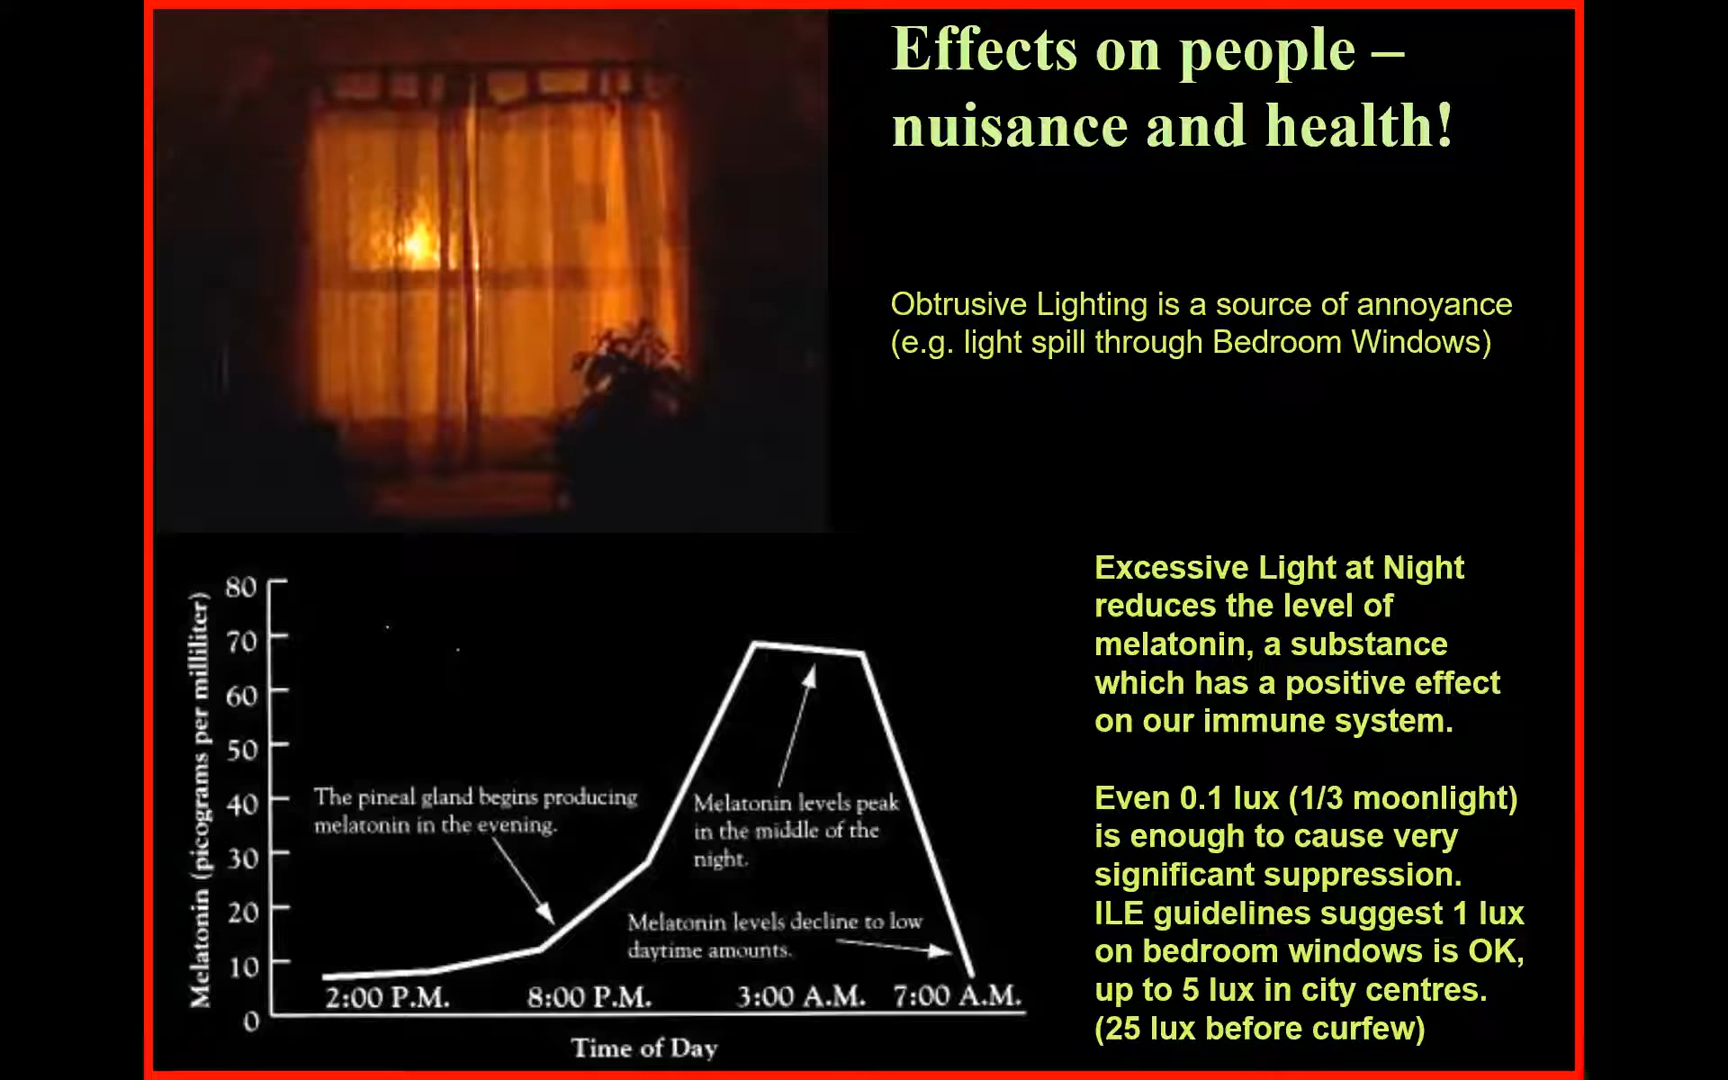 Effects on people –
nuisance and health!
Obtrusive Lighting is a source of annoyance
(e.g. light spill through Bedroom Windows)
Excessive Light at Night
reduces the level of
melatonin, a substance
which has a positive effect
on our immune system.
Even 0.1 lux (1/3 moonlight)
is enough to cause very
significant suppression.
ILE guidelines suggest 1 lux
on bedroom windows is OK,
up to 5 lux in city centres.
(25 lux before curfew)
Melatonin (picograms per milliliter)
80
70
60
50
40
30
20
10
0
The pineal gland begins producing
melatonin in the evening.
Melatonin levels peak
in the middle of the
night.
Melatonin levels decline to low
daytime amounts.
2:00 P.M. 8:00 P.M. 3:00 A.M. 7:00 A.M.
Time of Day